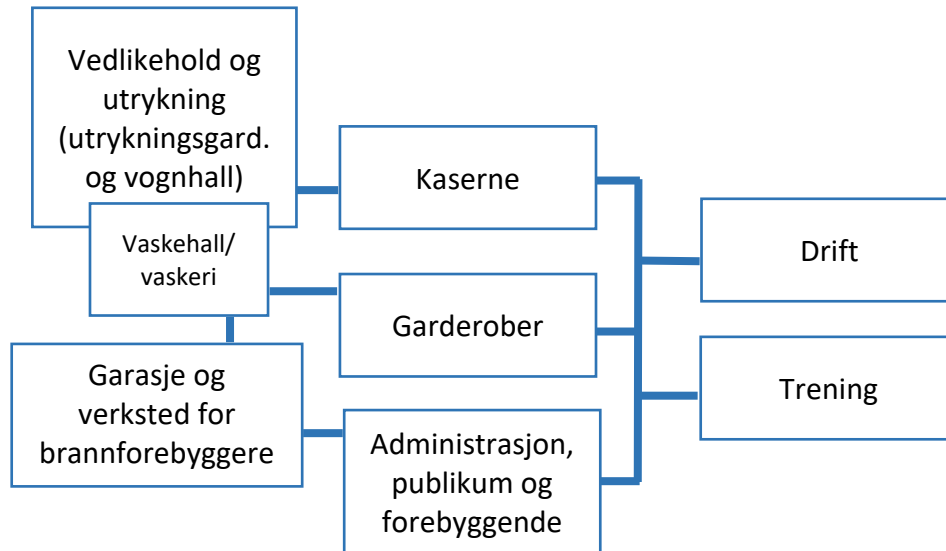 Vedlikehold og
utrykning
(utrykningsgard.
og vognhall)
Vaskehall/
vaskeri
Garasje og
verksted for
brannforebyggere
Kaserne
Garderober
Administrasjon,
publikum og
forebyggende
Drift
Trening